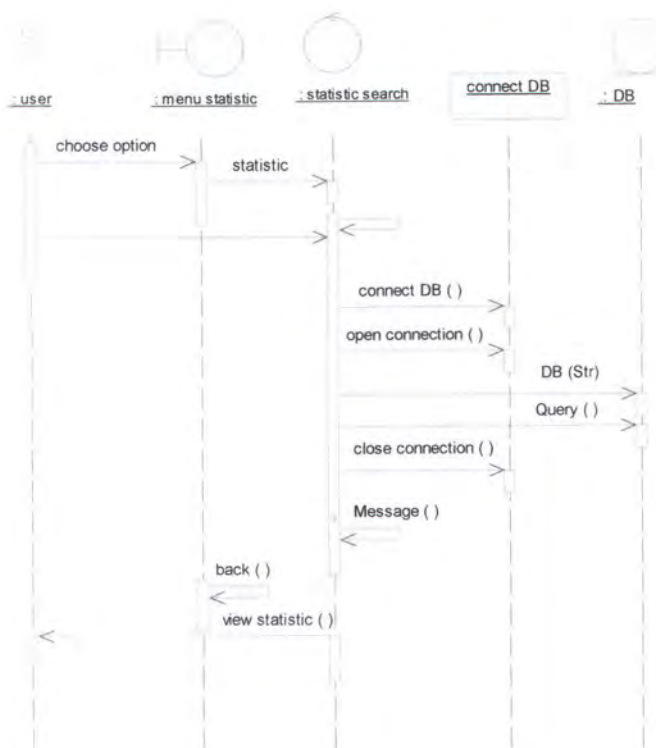 : user
: menu statistic
: statistic search
connect DB
: DB
choose option
statistic
connect DB ( )
open connection ( )
DB (Str)
Query ( )
close connection ( )
Message ( )
back ( )
view statistic ( )